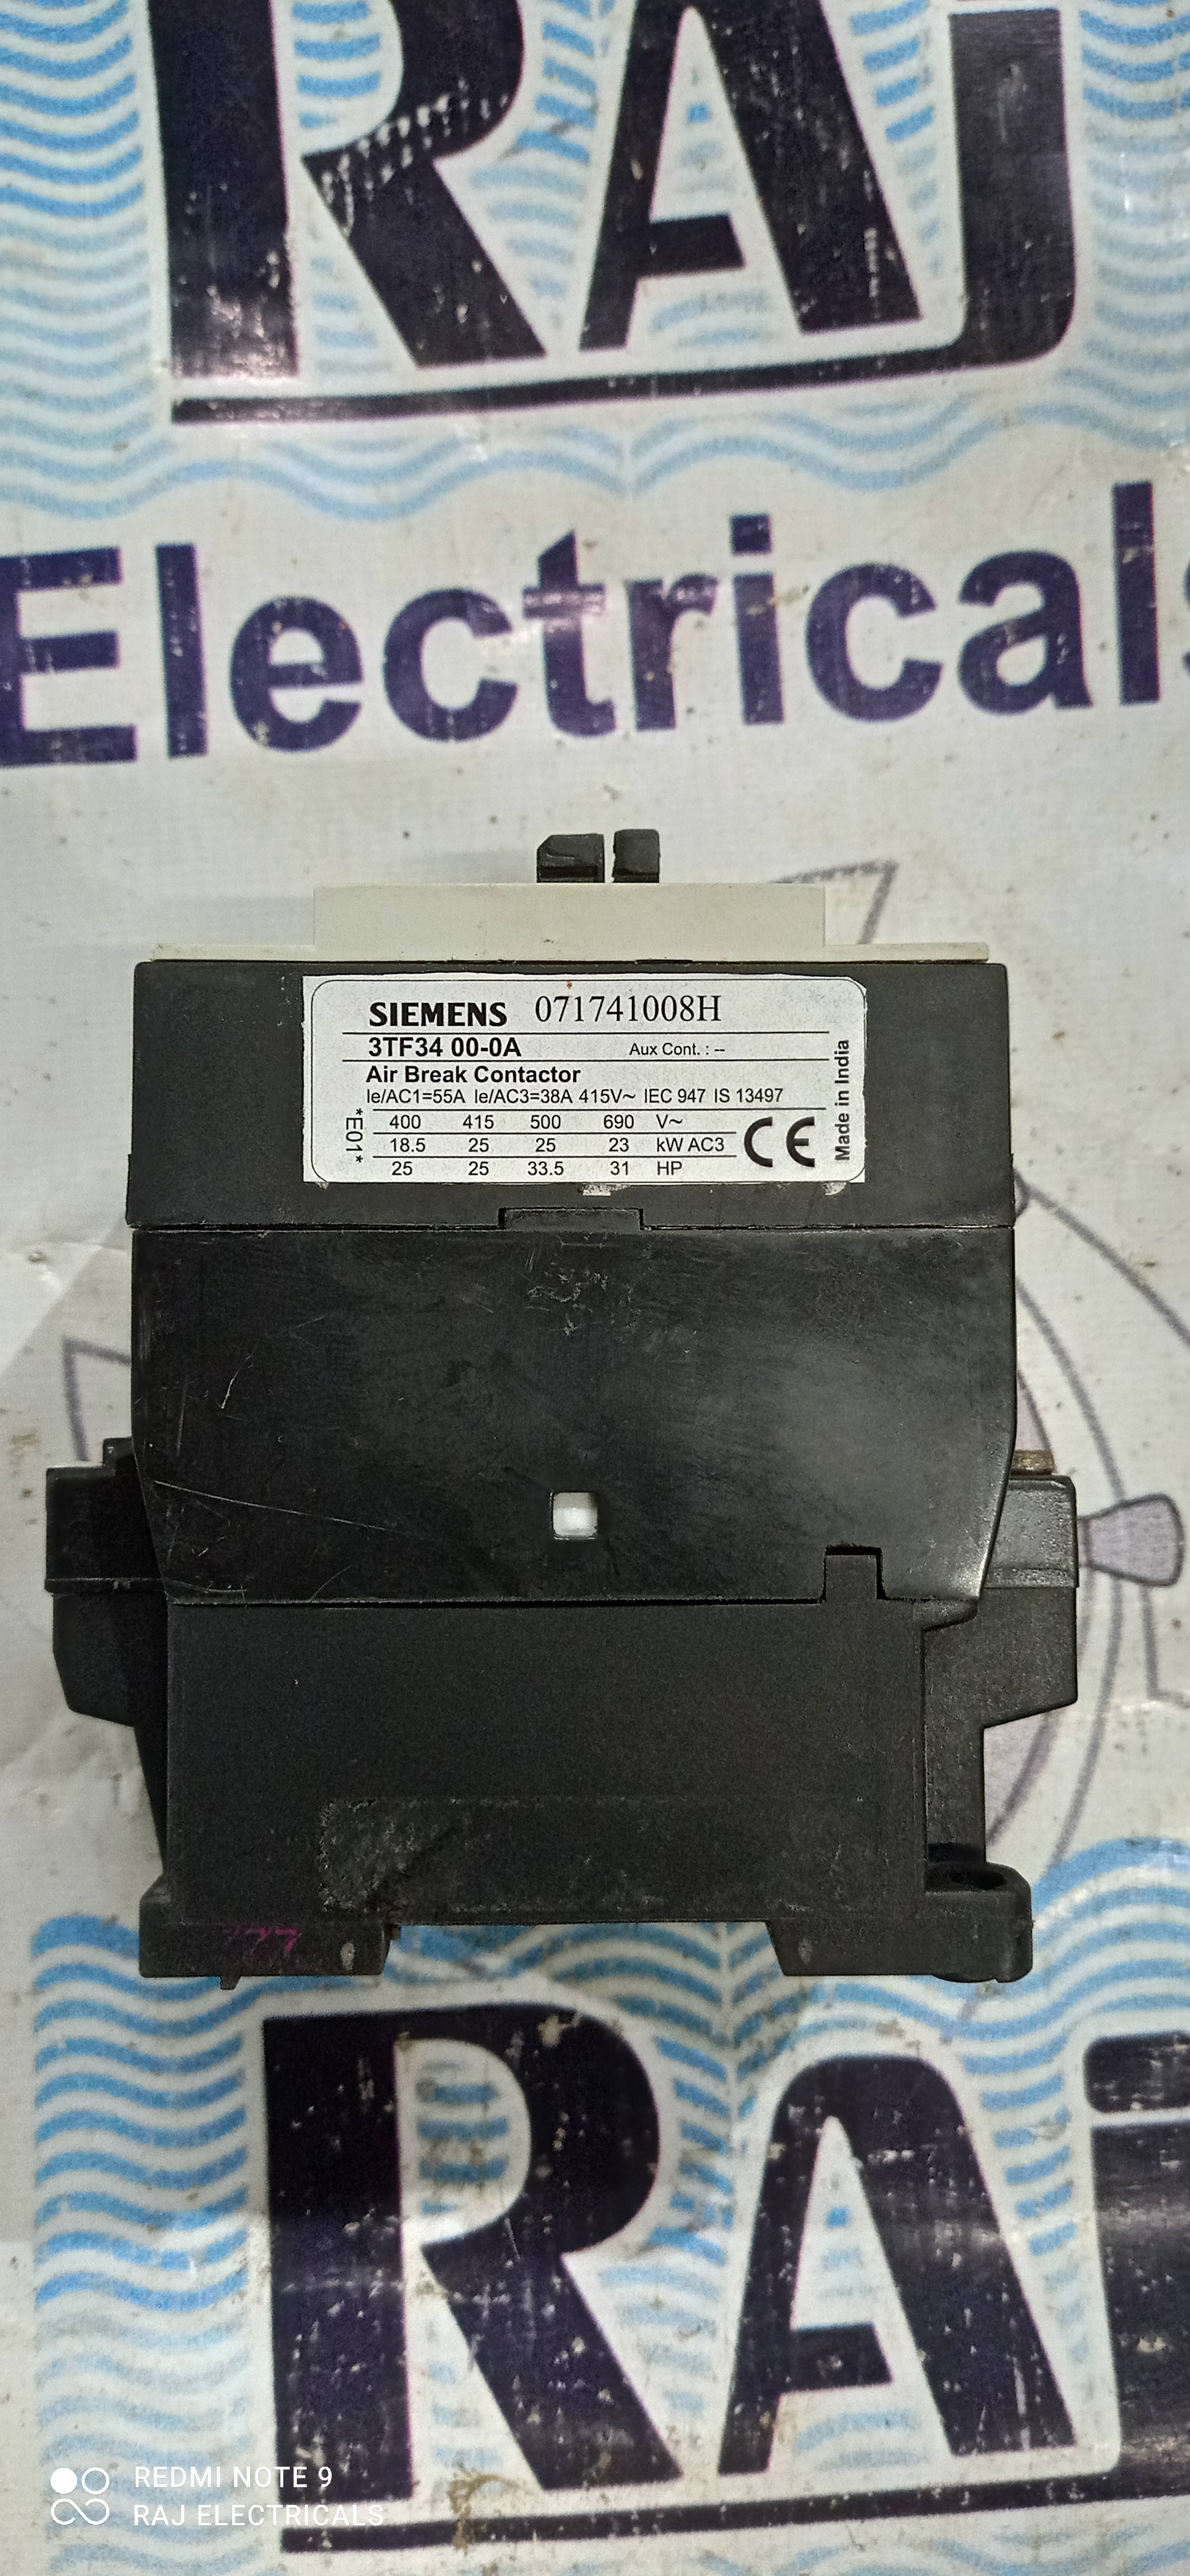 RAJ
Electricals
SIEMENS 071741008H
3TF34 00-0A Aux Cont. : --
Air Break Contactor
Ie/AC1=55A Ie/AC3=38A 415V~ IEC 947 IS 13497
400 415 500 690 V~
18.5 25 25 23 kW AC3
25 25 33.5 31 HP
*E01*
CE
Made in India
RAJ
REDMI NOTE 9
RAJ ELECTRICALS